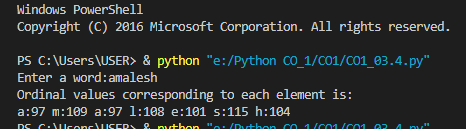 Windows PowerShell
Copyright (C) 2016 Microsoft Corporation. All rights reserved.
PS C:\Users\USER> & python "e:/Python CO_1/CO1/CO1_03.4.py"
Enter a word:amalesh
Ordinal values corresponding to each element is:
a:97 m:109 a:97 l:108 e:101 s:115 h:104
PS C:\Users\USER> & python "e:/Python CO_1/CO1/CO1_03.4.py"